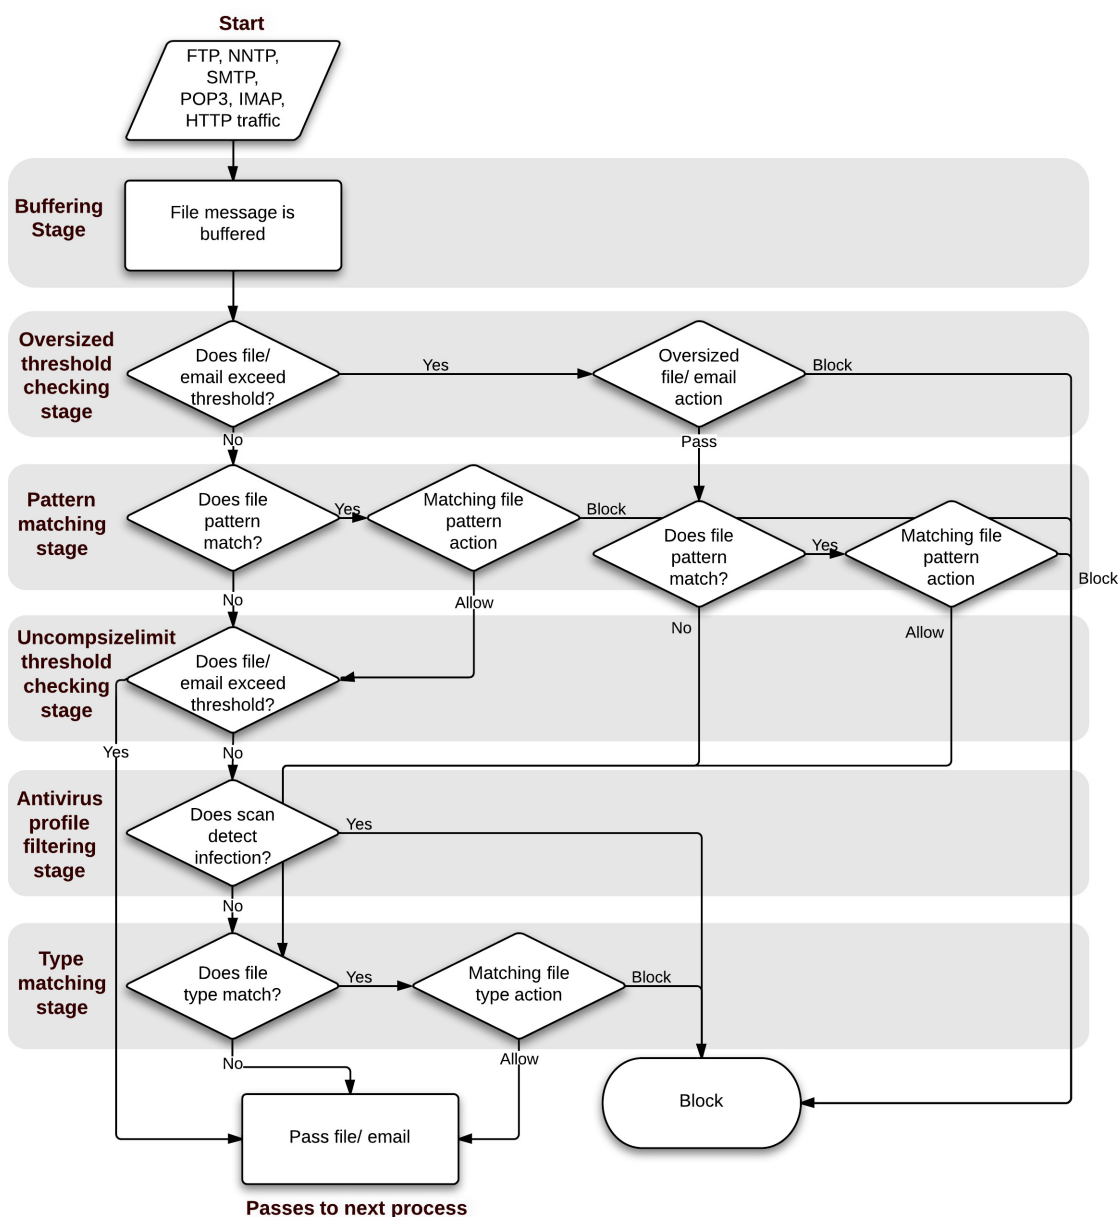 Start
FTP, NNTP,
SMTP,
POP3, IMAP,
HTTP traffic
Buffering
Stage
File message is
buffered
Oversized
threshold
checking
stage
Does file/
email exceed
threshold?
Yes
Oversized
file/ email
action
Block
No
Pass
Pattern
matching
stage
Does file
pattern
match?
Yes
Matching file
pattern
action
Block
Does file
pattern
match?
Yes
Matching file
pattern
action
Block
No
Allow
No
Allow
Uncompsizelimit
threshold
checking
stage
Does file/
email exceed
threshold?
Yes
No
Antivirus
profile
filtering
stage
Does scan
detect
infection?
Yes
No
Type
matching
stage
Does file
type match?
Yes
Matching file
type action
Block
No
Allow
Pass file/ email
Block
Passes to next process